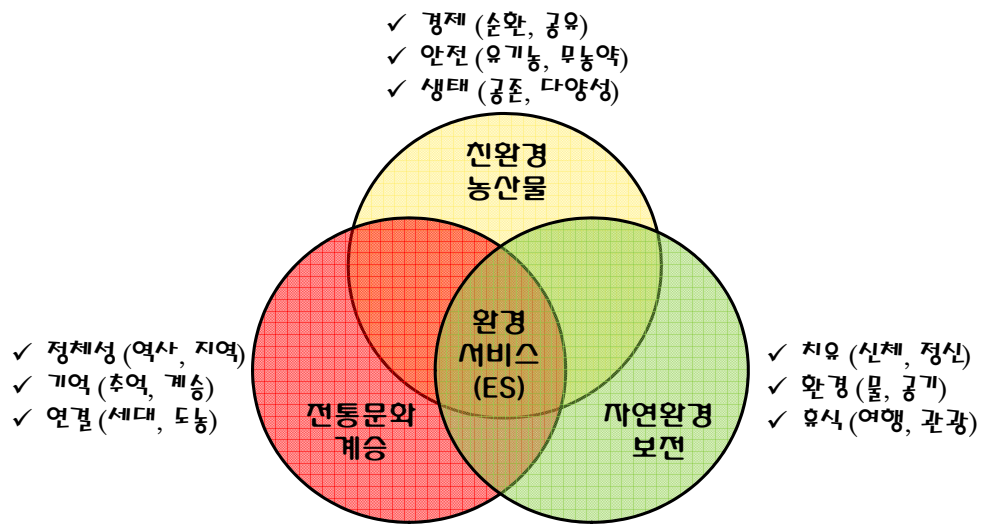 ✓ 경제 (순환, 공유)
✓ 안전 (유기농, 무농약)
✓ 생태 (공존, 다양성)
친환경
농산물
환경
서비스
(ES)
✓ 정체성 (역사, 지역)
✓ 기억 (추억, 계승)
✓ 연결 (세대, 도농)
전통문화
계승
자연환경
보전
✓ 치유 (신체, 정신)
✓ 환경 (물, 공기)
✓ 휴식 (여행, 관광)